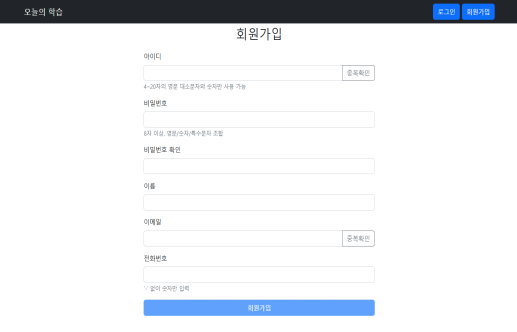 오늘의 학습
로그인 회원가입
회원가입
아이디
중복확인
4~20자의 영문 대소문자와 숫자만 사용 가능
비밀번호
8자 이상, 영문/숫자/특수문자 조합
비밀번호 확인
이름
이메일
중복확인
전화번호
'-' 없이 숫자만 입력
회원가입